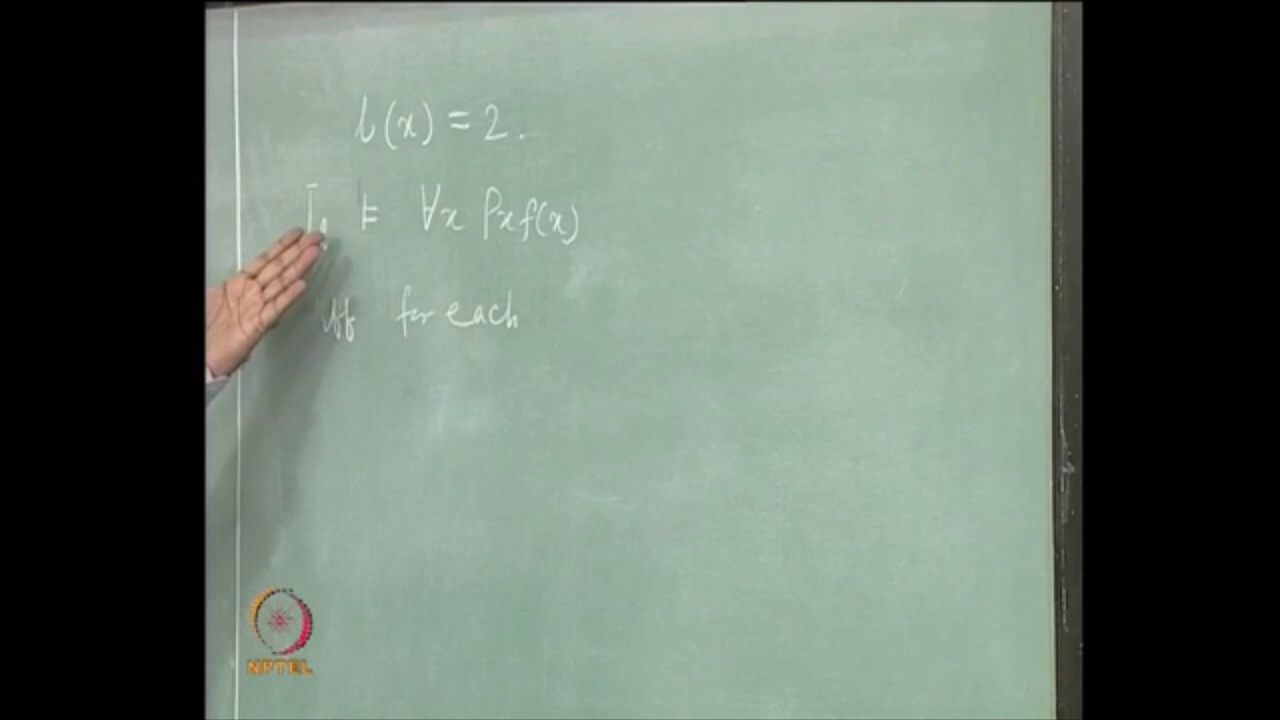 l(x) = 2.
I_l ⊨ ∀x Pxf(x)
iff for each
NPTEL